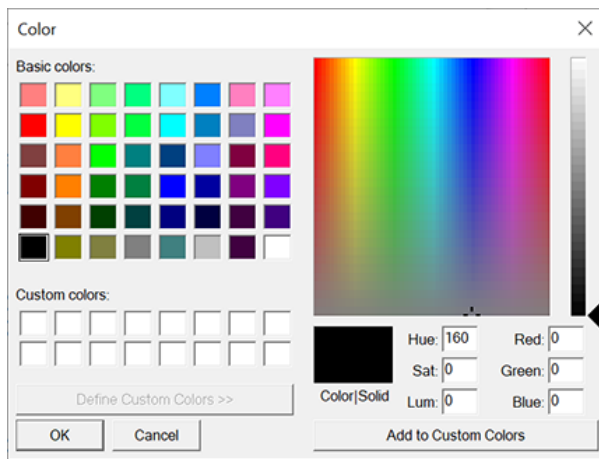 Color
Basic colors:
Custom colors:
Define Custom Colors >>
OK Cancel
Color|Solid
Hue: 160 Red: 0
Sat: 0 Green: 0
Lum: 0 Blue: 0
Add to Custom Colors